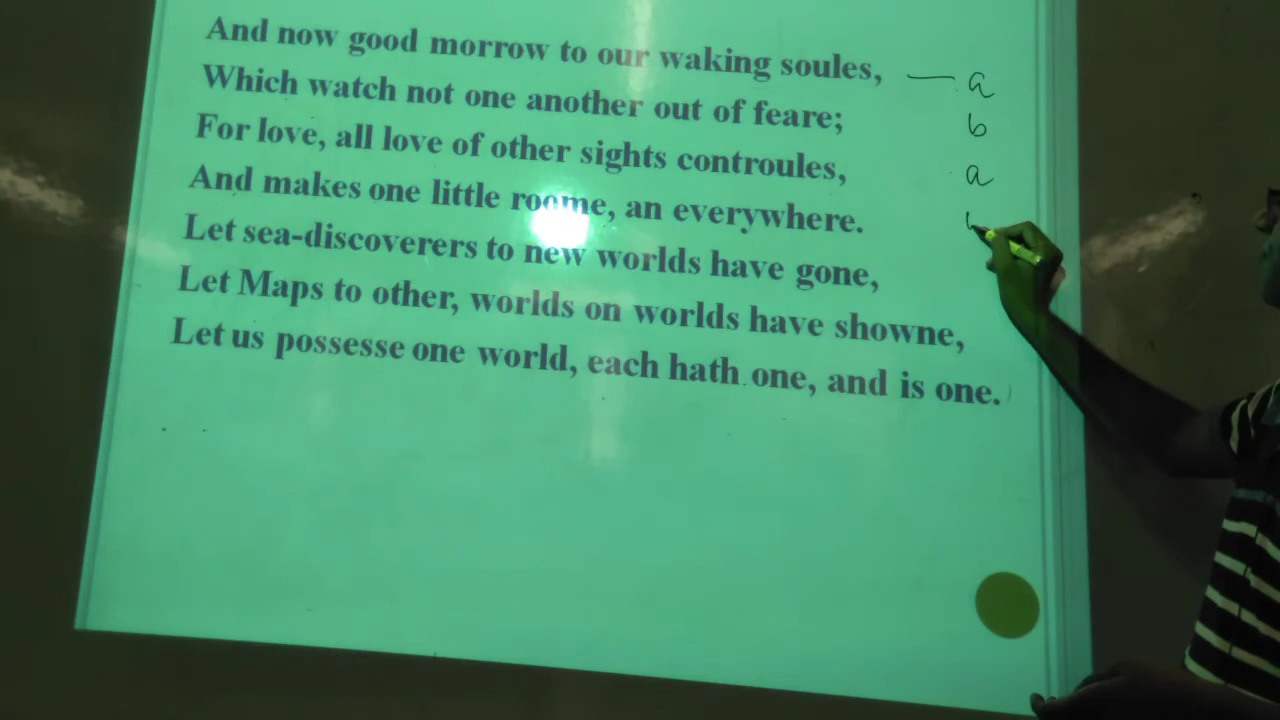 And now good morrow to our waking soules, — a
Which watch not one another out of feare; b
For love, all love of other sights controules, a
And makes one little roome, an everywhere. b
Let sea-discoverers to new worlds have gone,
Let Maps to other, worlds on worlds have showne,
Let us possesse one world, each hath one, and is one.